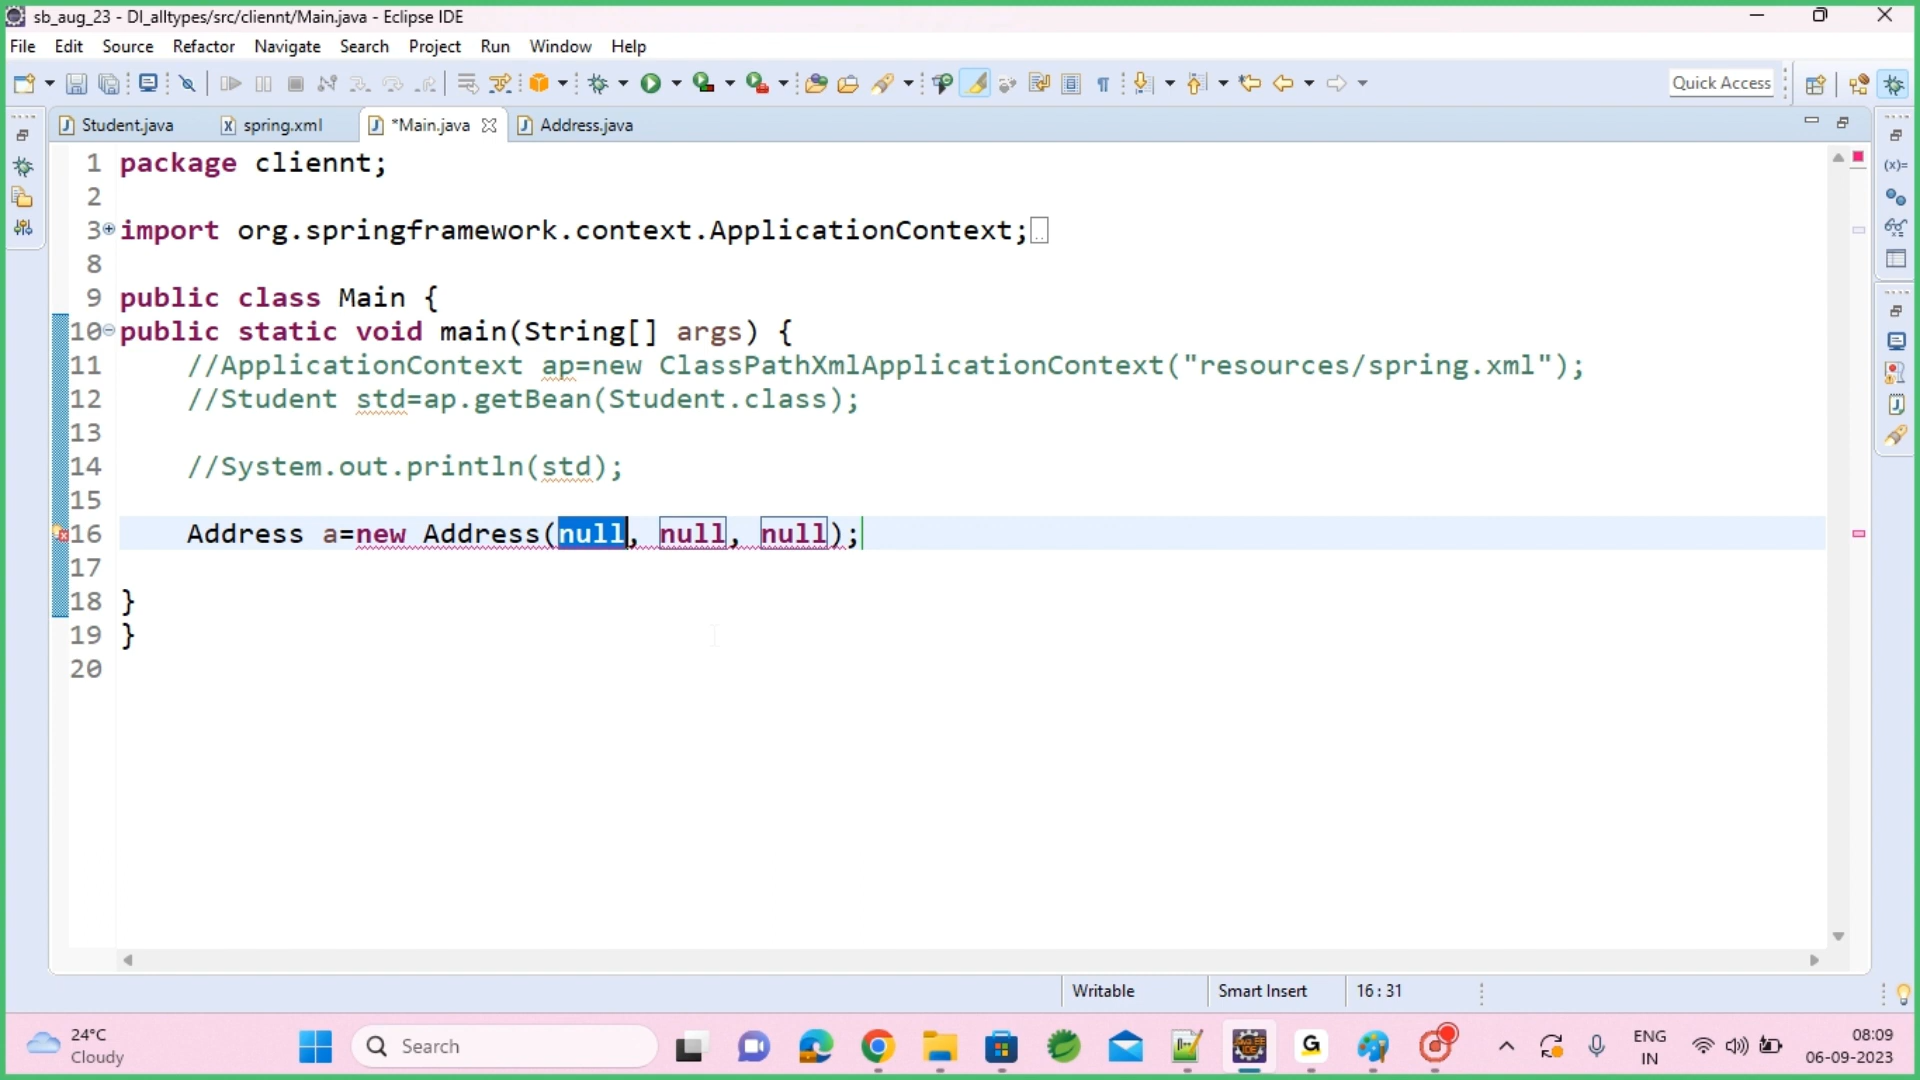 sb_aug_23 - DI_alltypes/src/cliennt/Main.java - Eclipse IDE
File Edit Source Refactor Navigate Search Project Run Window Help
Quick Access
Student.java spring.xml *Main.java Address.java
1 package cliennt;
2
3 import org.springframework.context.ApplicationContext;
8
9 public class Main {
10 public static void main(String[] args) {
11 //ApplicationContext ap=new ClassPathXmlApplicationContext("resources/spring.xml");
12 //Student std=ap.getBean(Student.class);
13
14 //System.out.println(std);
15
16 Address a=new Address(null, null, null);
17
18 }
19 }
20
Writable Smart Insert 16 : 31
24°C
Cloudy
Search
ENG
IN
08:09
06-09-2023